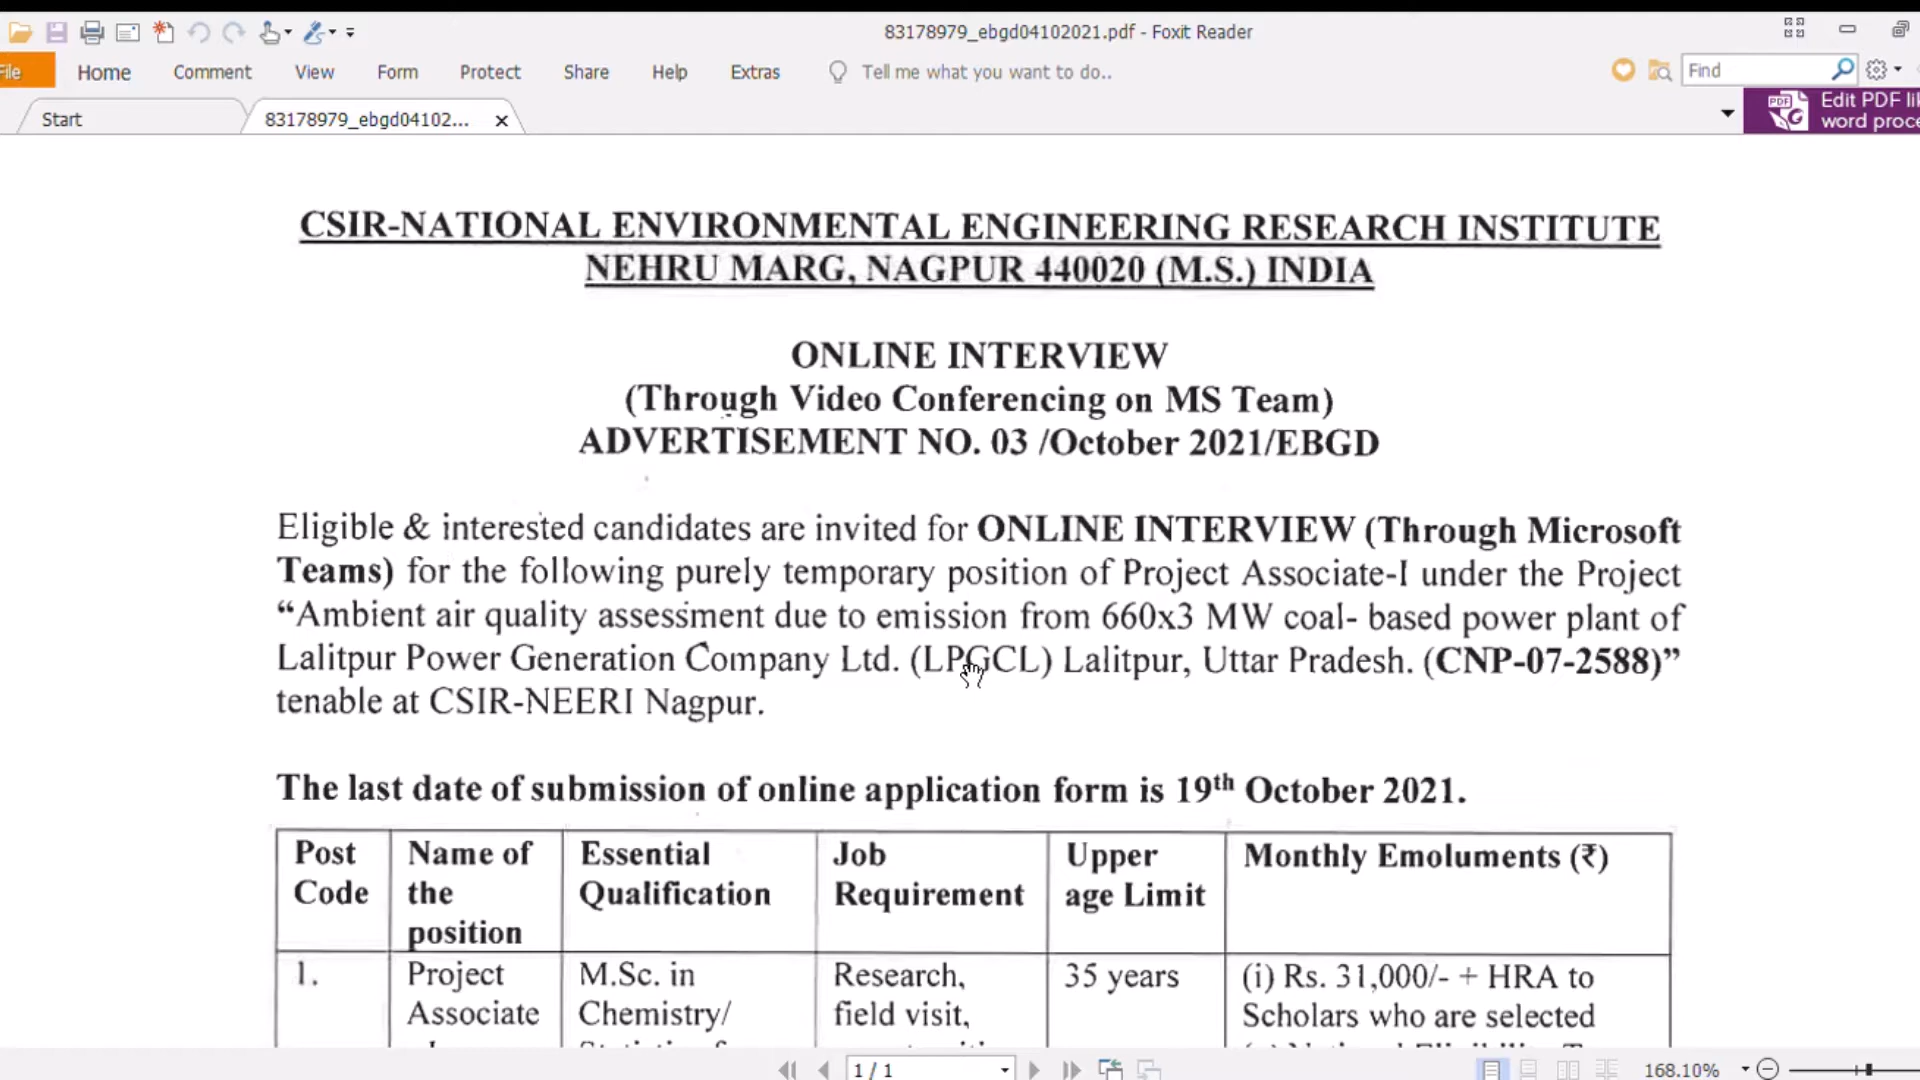 83178979_ebgd04102021.pdf - Foxit Reader
File Home Comment View Form Protect Share Help Extras Tell me what you want to do.. Find
Start 83178979_ebgd04102...
Edit PDF
word
CSIR-NATIONAL ENVIRONMENTAL ENGINEERING RESEARCH INSTITUTE
NEHRU MARG, NAGPUR 440020 (M.S.) INDIA
ONLINE INTERVIEW
(Through Video Conferencing on MS Team)
ADVERTISEMENT NO. 03 /October 2021/EBGD
Eligible & interested candidates are invited for ONLINE INTERVIEW (Through Microsoft
Teams) for the following purely temporary position of Project Associate-I under the Project
“Ambient air quality assessment due to emission from 660x3 MW coal- based power plant of
Lalitpur Power Generation Company Ltd. (LPGCL) Lalitpur, Uttar Pradesh. (CNP-07-2588)”
tenable at CSIR-NEERI Nagpur.
The last date of submission of online application form is 19th October 2021.
Post Name of Essential Job Upper Monthly Emoluments (₹)
Code the Qualification Requirement age Limit
position
1. Project M.Sc. in Research, 35 years (i) Rs. 31,000/- + HRA to
Associate Chemistry/ field visit, Scholars who are selected
1 / 1 168.10%